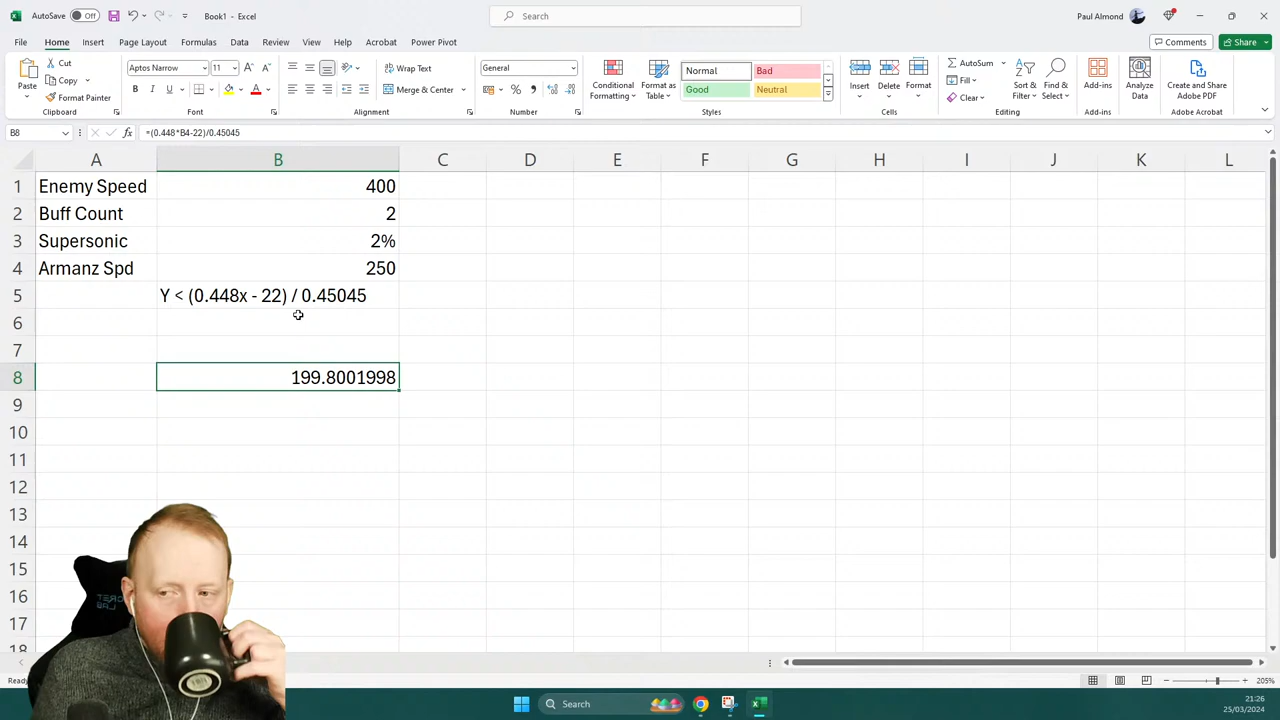 AutoSave Off Book1 - Excel Search Paul Almond
File Home Insert Page Layout Formulas Data Review View Help Acrobat Power Pivot Comments Share
Paste Cut Copy Format Painter Clipboard
Aptos Narrow 11 B I U A Font
Wrap Text Merge & Center Alignment
General % Number
Conditional Formatting Format as Table Normal Bad Good Neutral Styles
Insert Delete Format Cells
AutoSum Fill Clear Sort & Filter Find & Select Editing
Add-ins Add-ins
Analyze Data
Create and Share Adobe PDF Adobe Acrobat
B8 fx =(0.448*B4-22)/0.45045
A B C D E F G H I J K L
1 Enemy Speed 400
2 Buff Count 2
3 Supersonic 2%
4 Armanz Spd 250
5 Y < (0.448x - 22) / 0.45045
6
7
8 199.8001998
9
10
11
12
13
14
15
16
17
18
205%
Search
21:26
25/03/2024